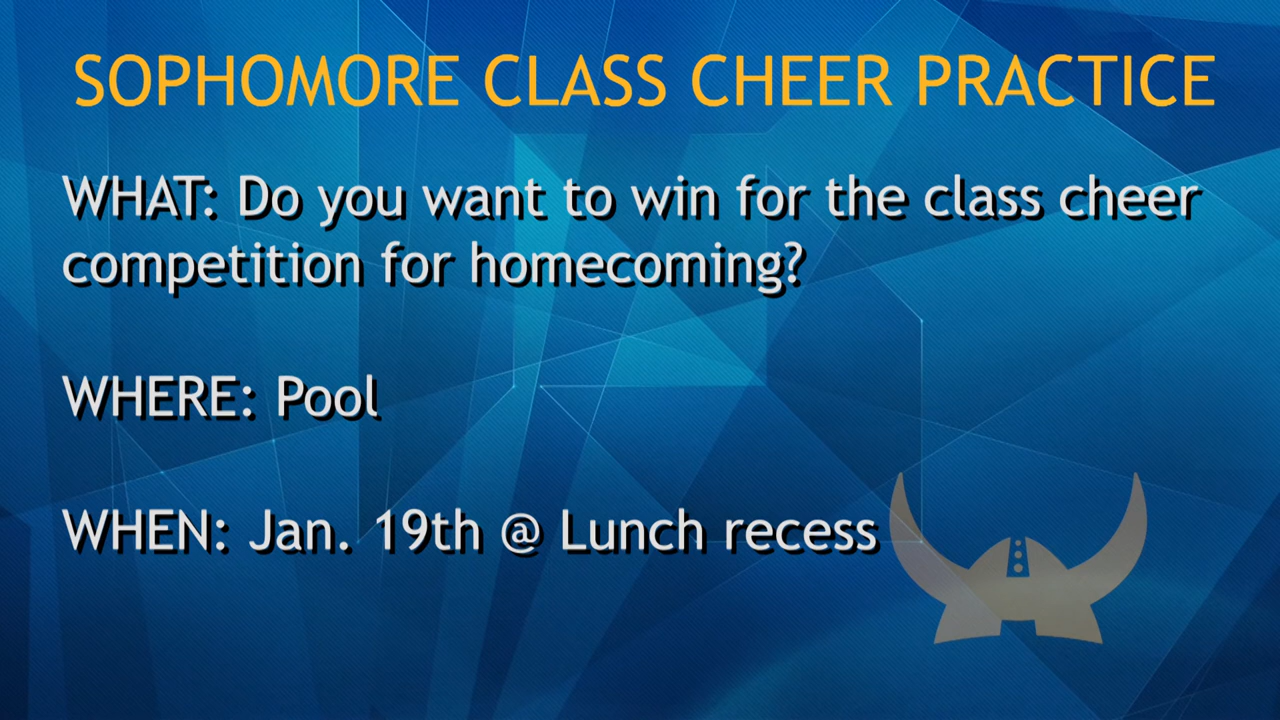 SOPHOMORE CLASS CHEER PRACTICE
WHAT: Do you want to win for the class cheer
competition for homecoming?
WHERE: Pool
WHEN: Jan. 19th @ Lunch recess